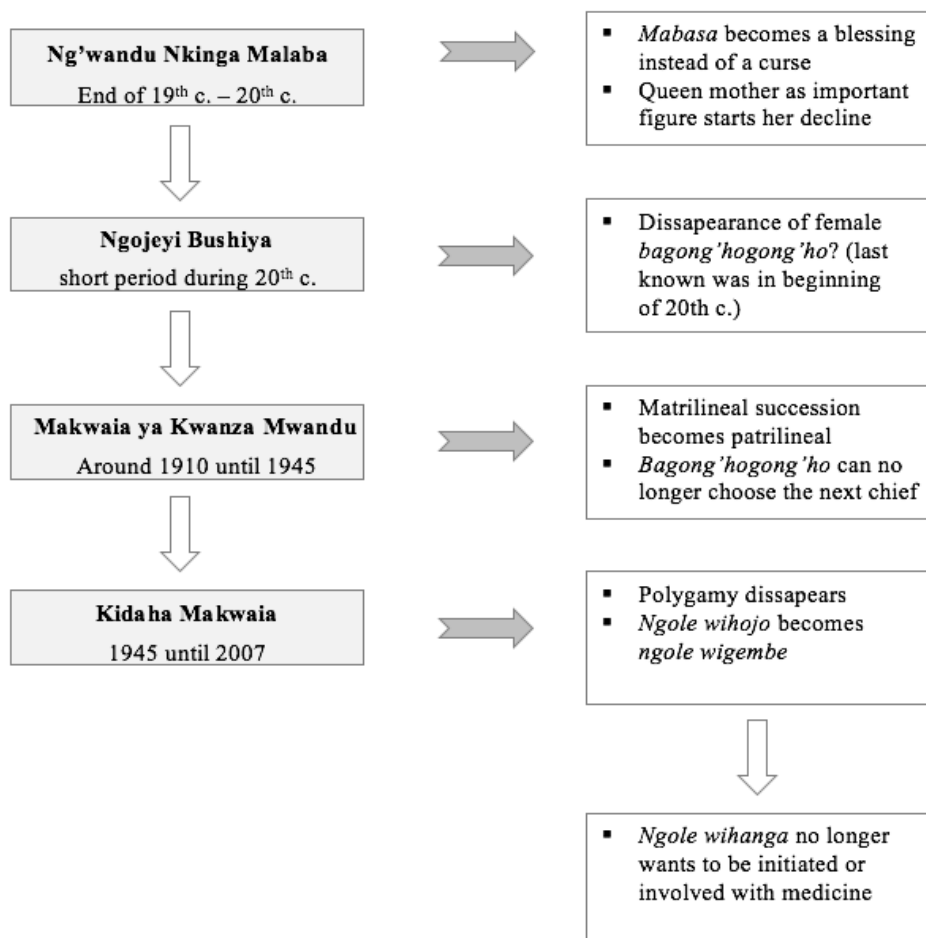 Ng’wandu Nkinga Malaba
End of 19th c. – 20th c.
▪ Mabasa becomes a blessing
instead of a curse
▪ Queen mother as important
figure starts her decline
Ngojeyi Bushiya
short period during 20th c.
▪ Dissapearance of female
bagong’hogong’ho? (last
known was in beginning
of 20th c.)
Makwaia ya Kwanza Mwandu
Around 1910 until 1945
▪ Matrilineal succession
becomes patrilineal
▪ Bagong’hogong’ho can no
longer choose the next chief
Kidaha Makwaia
1945 until 2007
▪ Polygamy dissapears
▪ Ngole wihojo becomes
ngole wigembe
▪ Ngole wihanga no longer
wants to be initiated or
involved with medicine